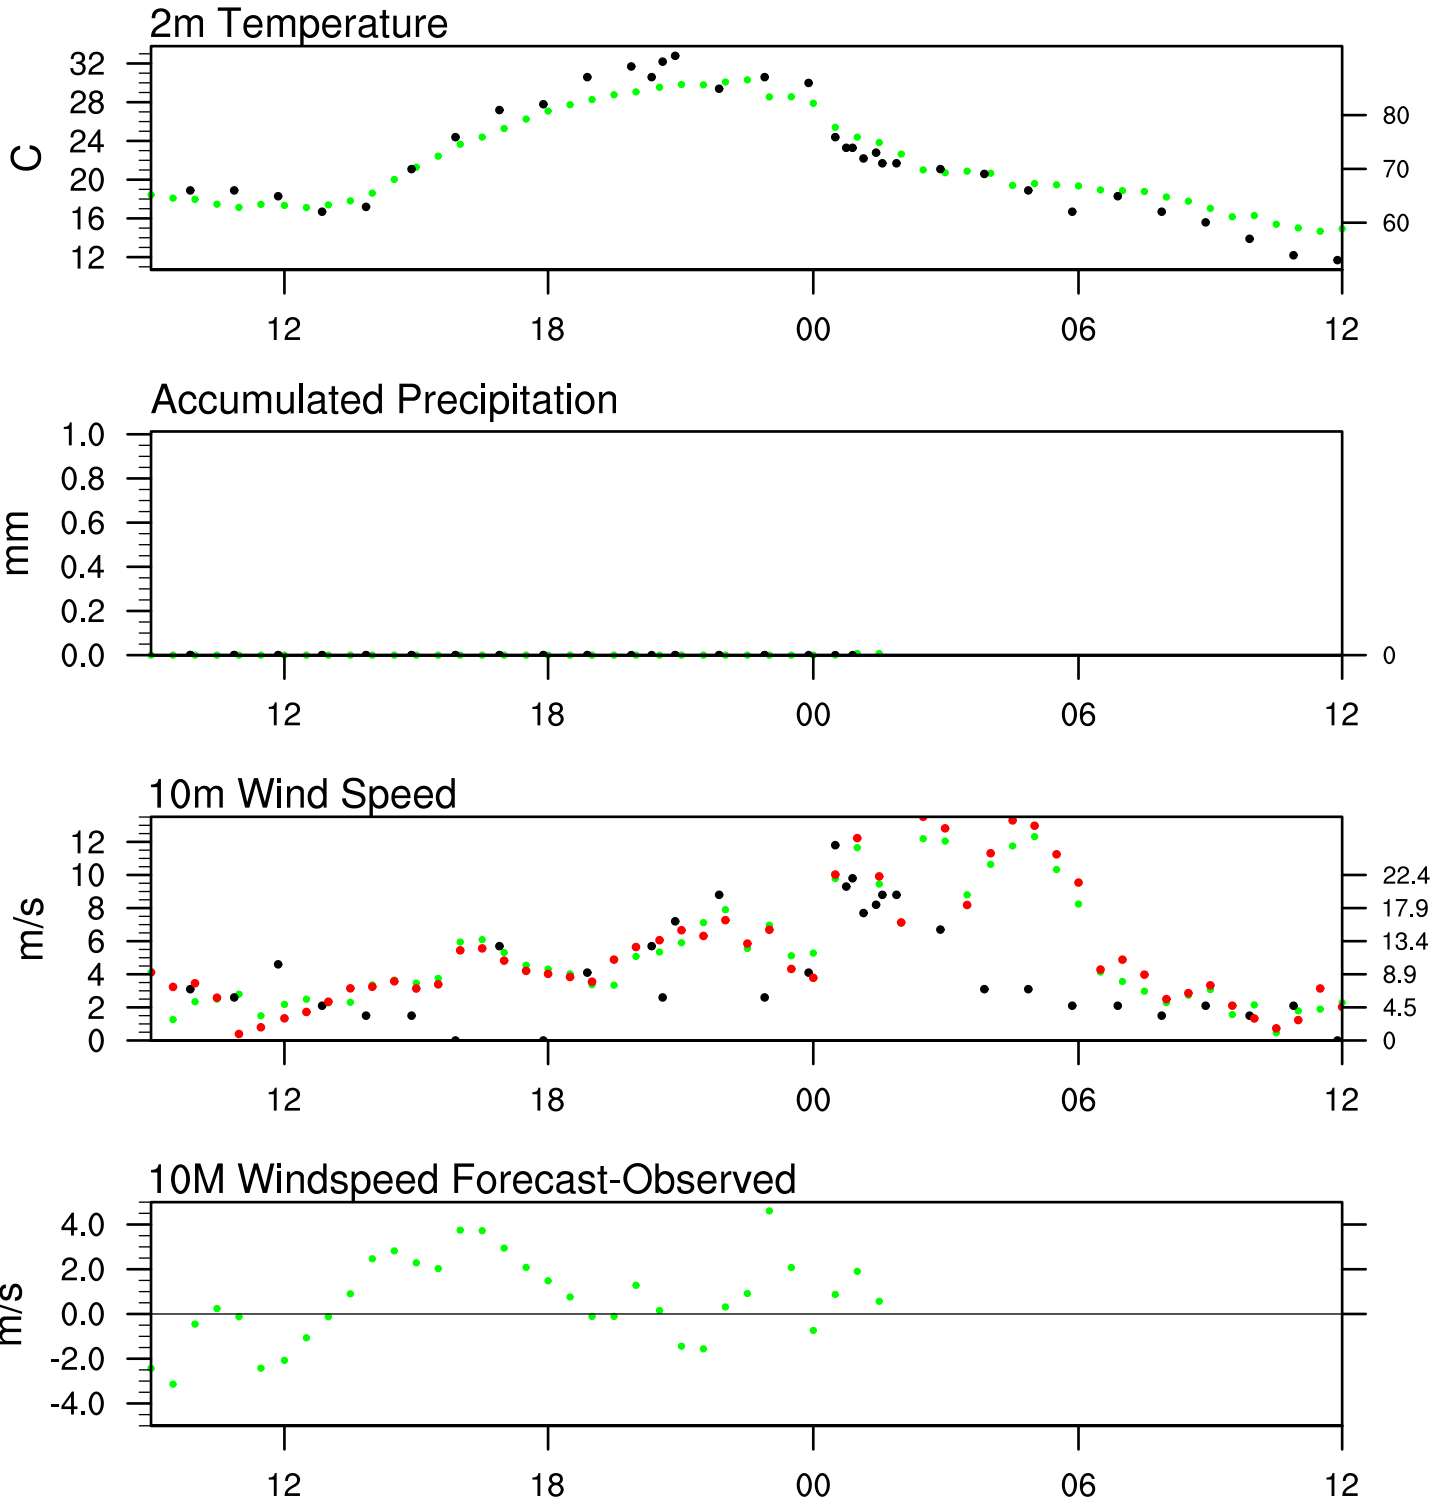 2m Temperature
32
28
24
20
16
12
C
80
70
60
12 18 00 06 12
Accumulated Precipitation
1.0
0.8
0.6
0.4
0.2
0.0
mm
0
12 18 00 06 12
10m Wind Speed
12
10
8
6
4
2
0
m/s
22.4
17.9
13.4
8.9
4.5
0
12 18 00 06 12
10M Windspeed Forecast-Observed
4.0
2.0
0.0
-2.0
-4.0
m/s
12 18 00 06 12